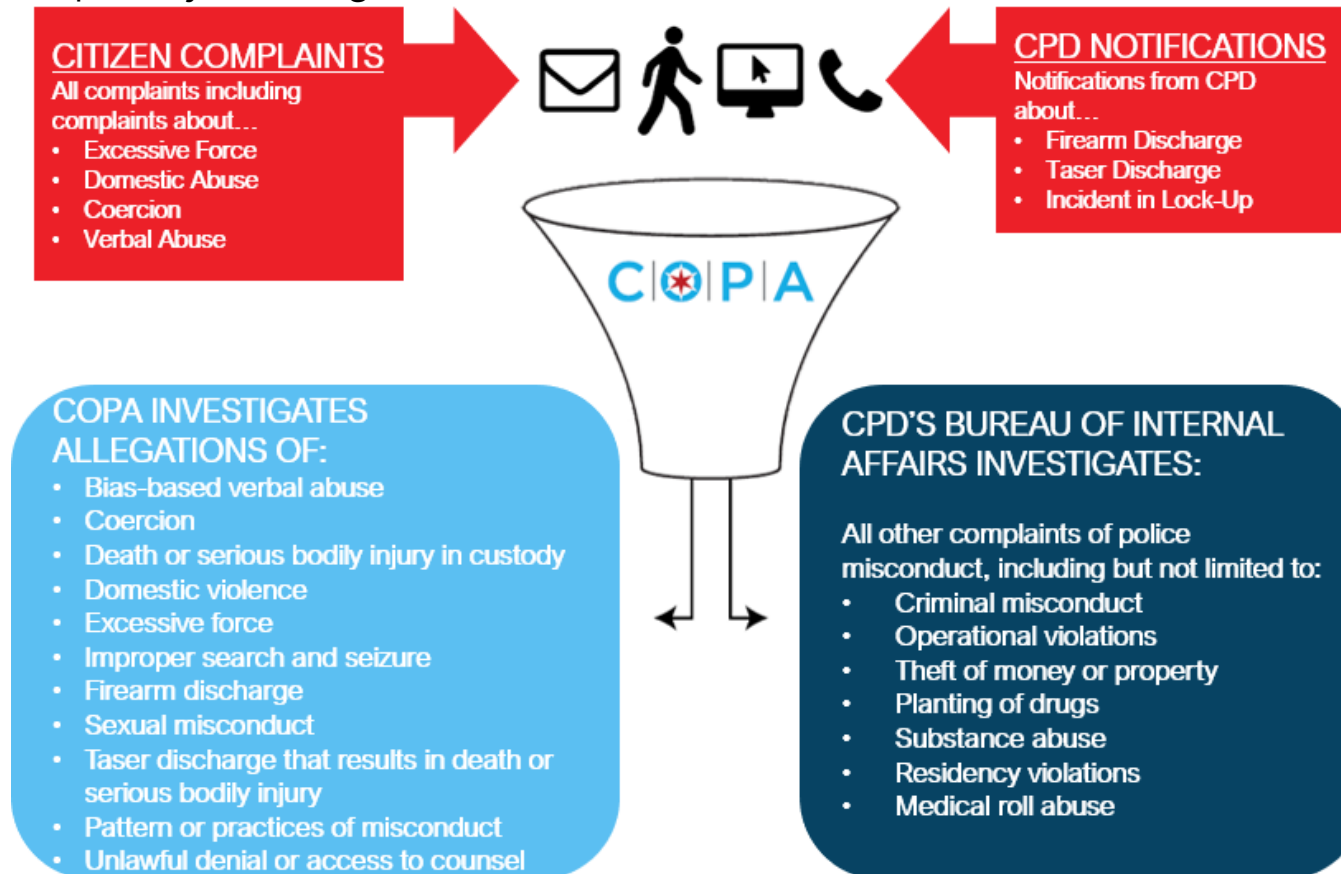 CITIZEN COMPLAINTS
All complaints including
complaints about...
• Excessive Force
• Domestic Abuse
• Coercion
• Verbal Abuse
CPD NOTIFICATIONS
Notifications from CPD
about...
• Firearm Discharge
• Taser Discharge
• Incident in Lock-Up
C|O|P|A
COPA INVESTIGATES
ALLEGATIONS OF:
• Bias-based verbal abuse
• Coercion
• Death or serious bodily injury in custody
• Domestic violence
• Excessive force
• Improper search and seizure
• Firearm discharge
• Sexual misconduct
• Taser discharge that results in death or
serious bodily injury
• Pattern or practices of misconduct
• Unlawful denial or access to counsel
CPD'S BUREAU OF INTERNAL
AFFAIRS INVESTIGATES:
All other complaints of police
misconduct, including but not limited to:
• Criminal misconduct
• Operational violations
• Theft of money or property
• Planting of drugs
• Substance abuse
• Residency violations
• Medical roll abuse